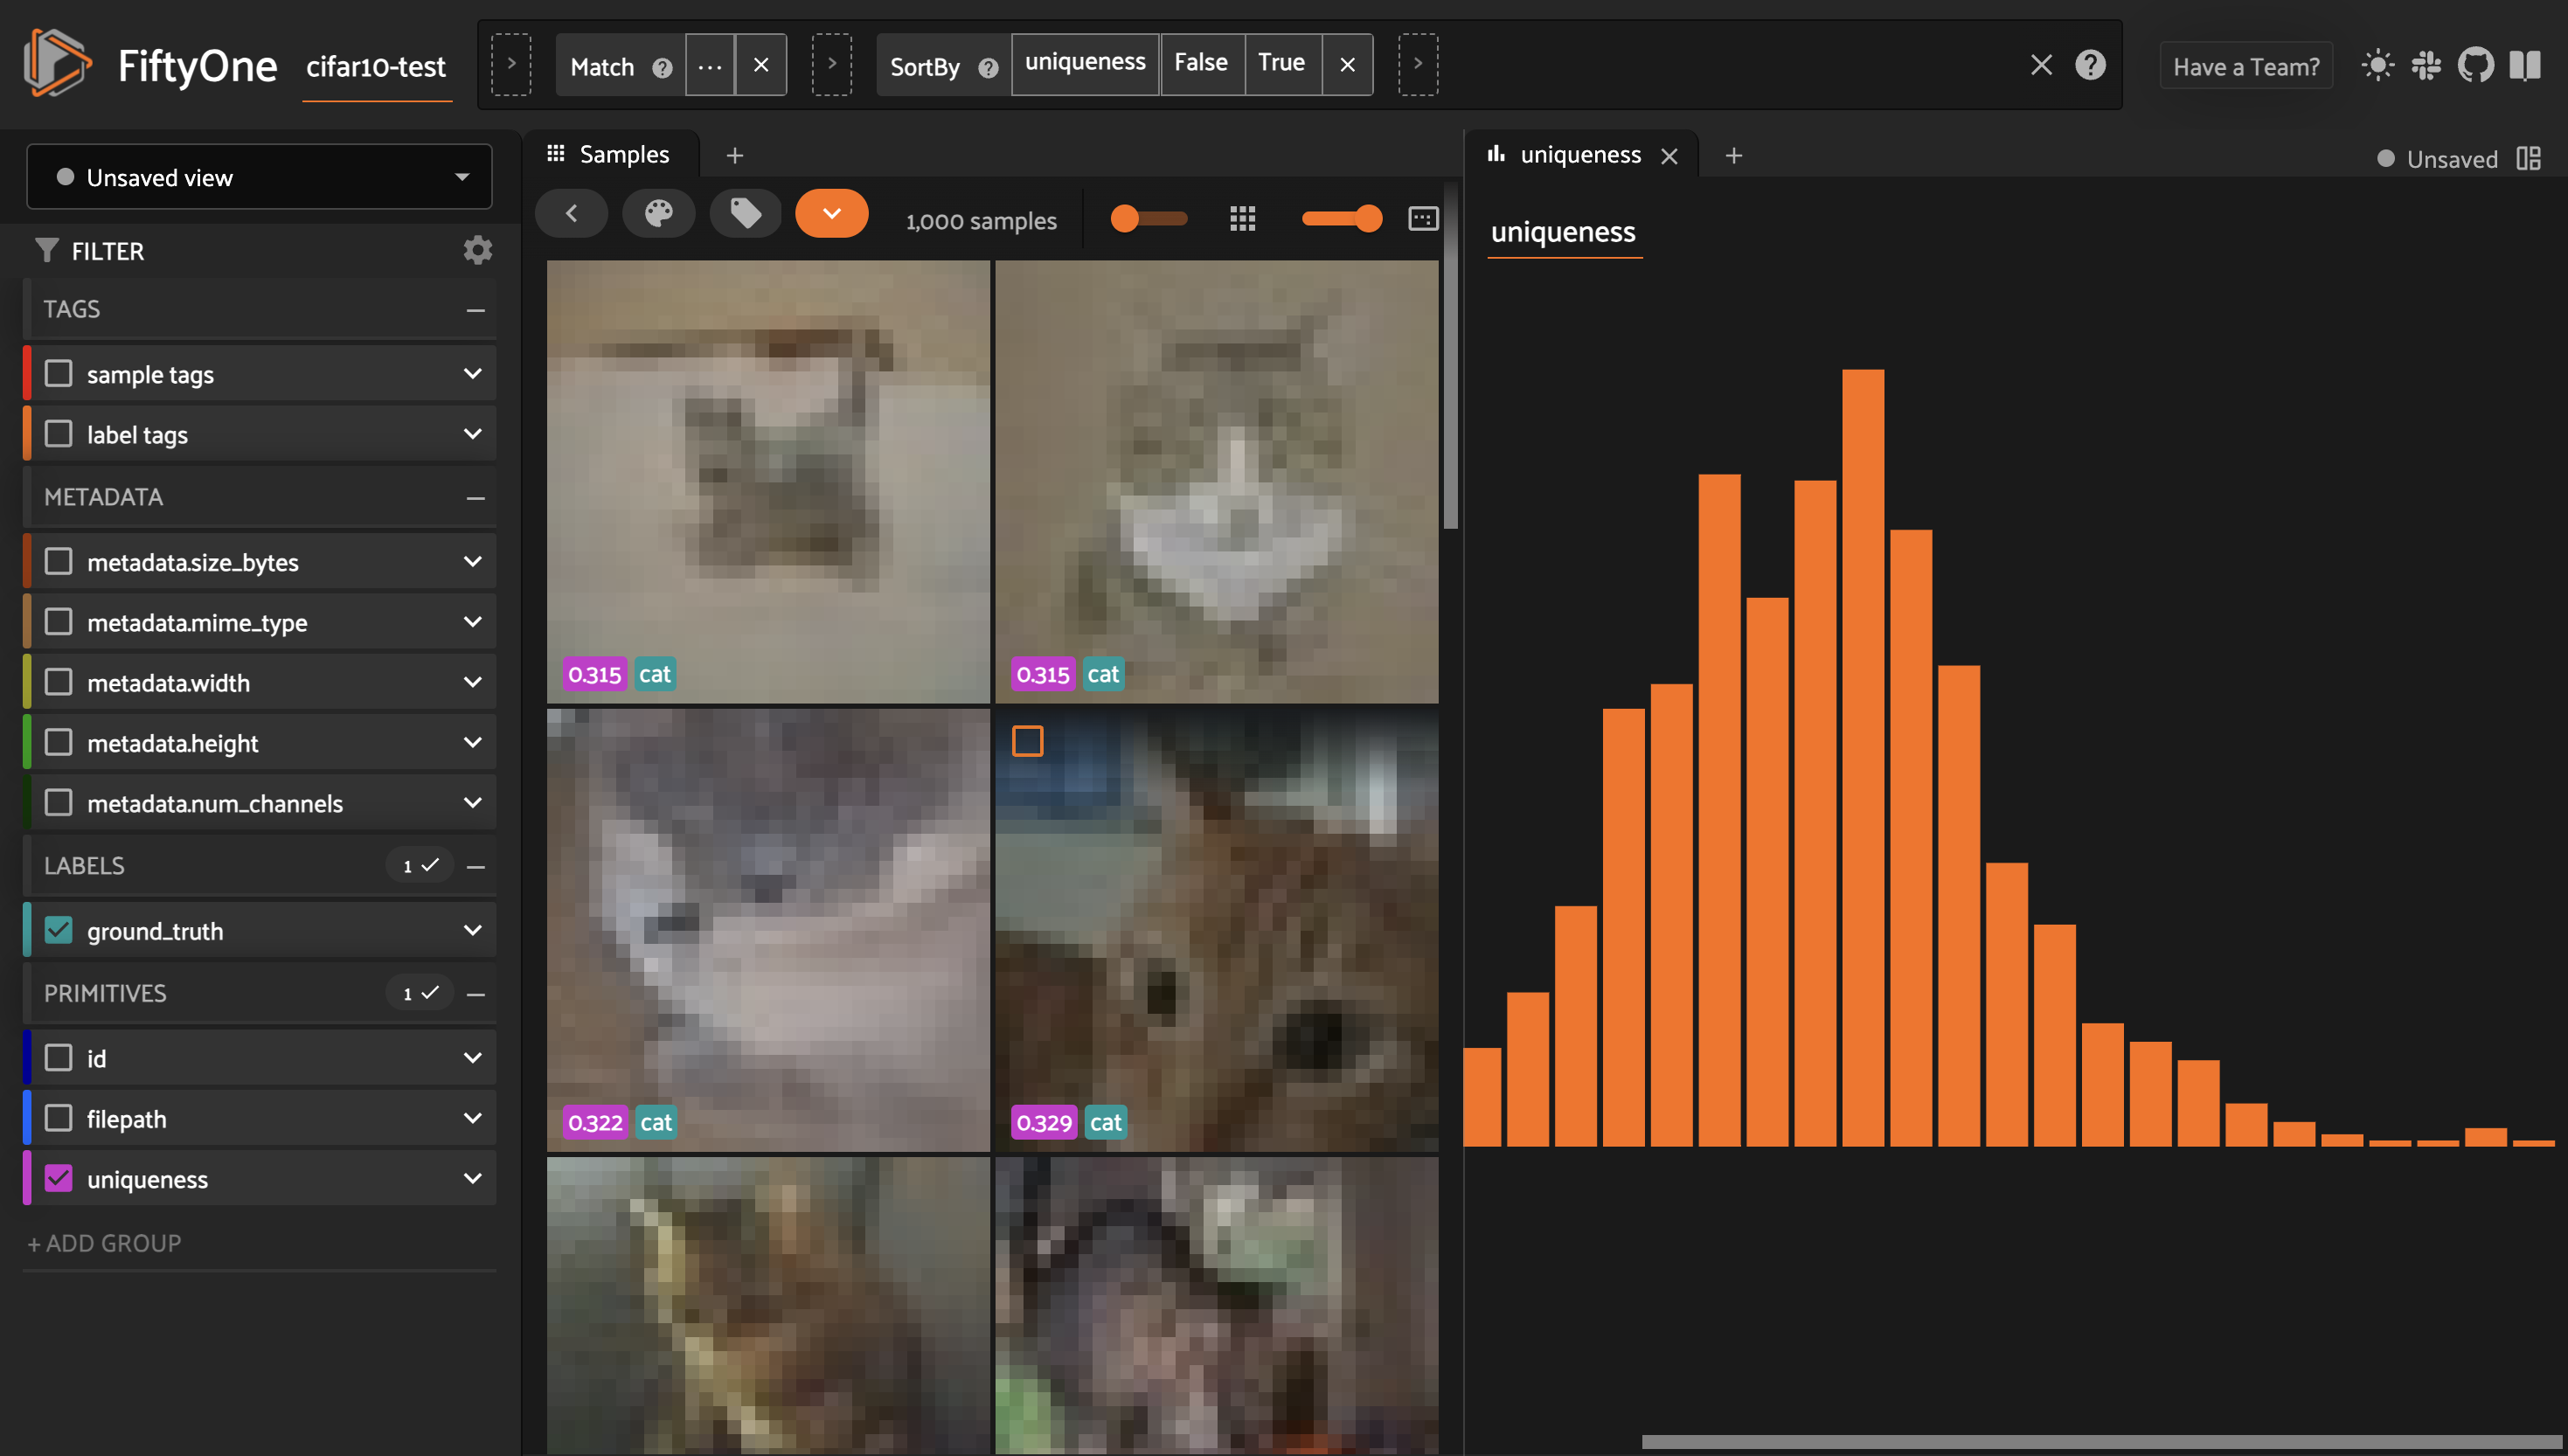 FiftyOne
cifar10-test
Match ? ... ×
SortBy ? uniqueness False True ×
Have a Team?
Unsaved view
FILTER
TAGS
sample tags
label tags
METADATA
metadata.size_bytes
metadata.mime_type
metadata.width
metadata.height
metadata.num_channels
LABELS 1
ground_truth
PRIMITIVES 1
id
filepath
uniqueness
+ ADD GROUP
Samples +
1,000 samples
0.315 cat
0.315 cat
0.322 cat
0.329 cat
uniqueness × +
Unsaved
uniqueness